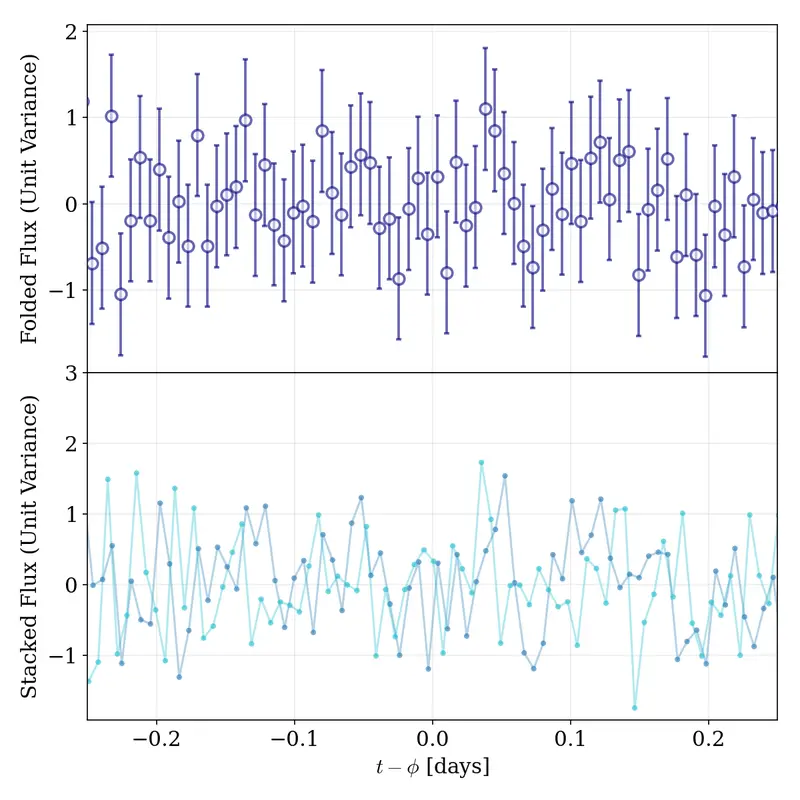 Folded Flux (Unit Variance)
2
1
0
−1
Stacked Flux (Unit Variance)
3
2
1
0
−1
−0.2 −0.1 0.0 0.1 0.2
t − ϕ [days]